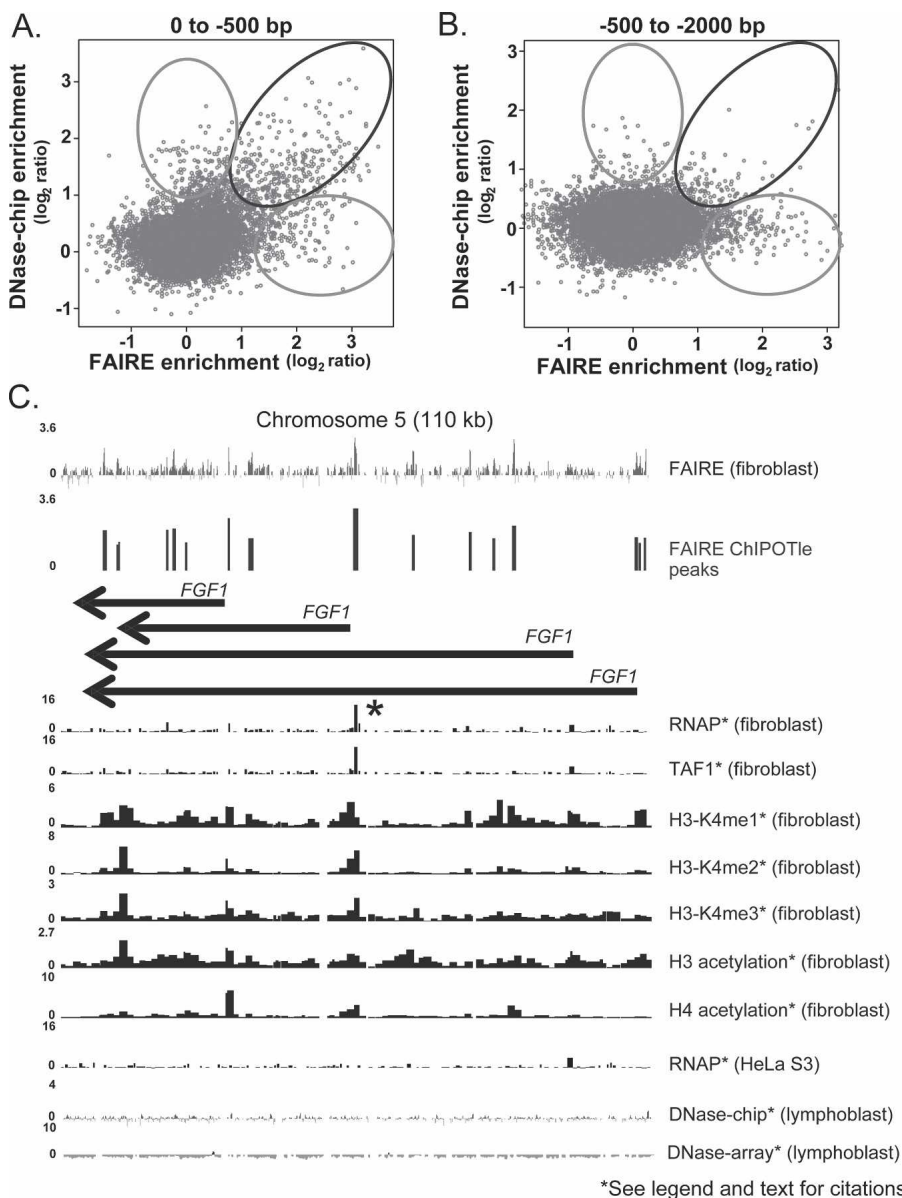 A.
0 to -500 bp
DNase-chip enrichment
(log2 ratio)
3
2
1
0
-1
-1 0 1 2 3
FAIRE enrichment (log2 ratio)
B.
-500 to -2000 bp
DNase-chip enrichment
(log2 ratio)
3
2
1
0
-1
-1 0 1 2 3
FAIRE enrichment (log2 ratio)
C.
Chromosome 5 (110 kb)
3.6
0
FAIRE (fibroblast)
3.6
0
FAIRE ChIPOTle
peaks
FGF1
FGF1
FGF1
FGF1
*
16
0
RNAP* (fibroblast)
16
0
TAF1* (fibroblast)
6
0
H3-K4me1* (fibroblast)
8
0
H3-K4me2* (fibroblast)
3
0
H3-K4me3* (fibroblast)
2.7
0
H3 acetylation* (fibroblast)
10
0
H4 acetylation* (fibroblast)
16
0
RNAP* (HeLa S3)
4
0
DNase-chip* (lymphoblast)
10
0
DNase-array* (lymphoblast)
*See legend and text for citations